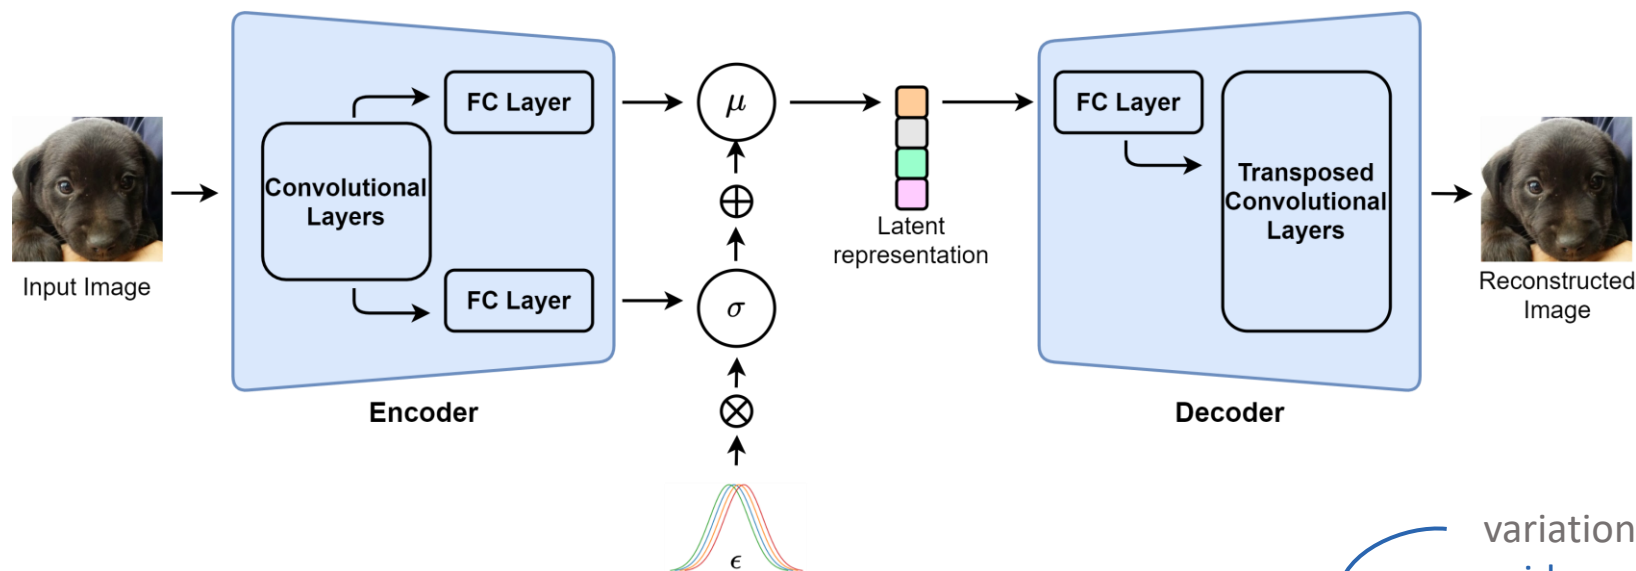 Input Image
Convolutional
Layers
FC Layer
FC Layer
Encoder
μ
σ
ϵ
Latent
representation
FC Layer
Transposed
Convolutional
Layers
Decoder
Reconstructed
Image
variation